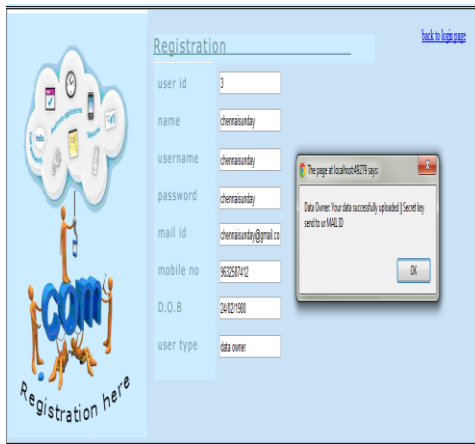 back to login page
Registration
user id 3
name chennaisunday
username chennaisunday
password chennaisunday
mail id chennaisunday@gmail.co
mobile no 9632587412
D.O.B 24/02/1980
user type data owner
The page at localhost:49279 says:
Data Owner: Your data successfully uploaded || Secret key
send to ur MAIL ID
OK
com
Registration here